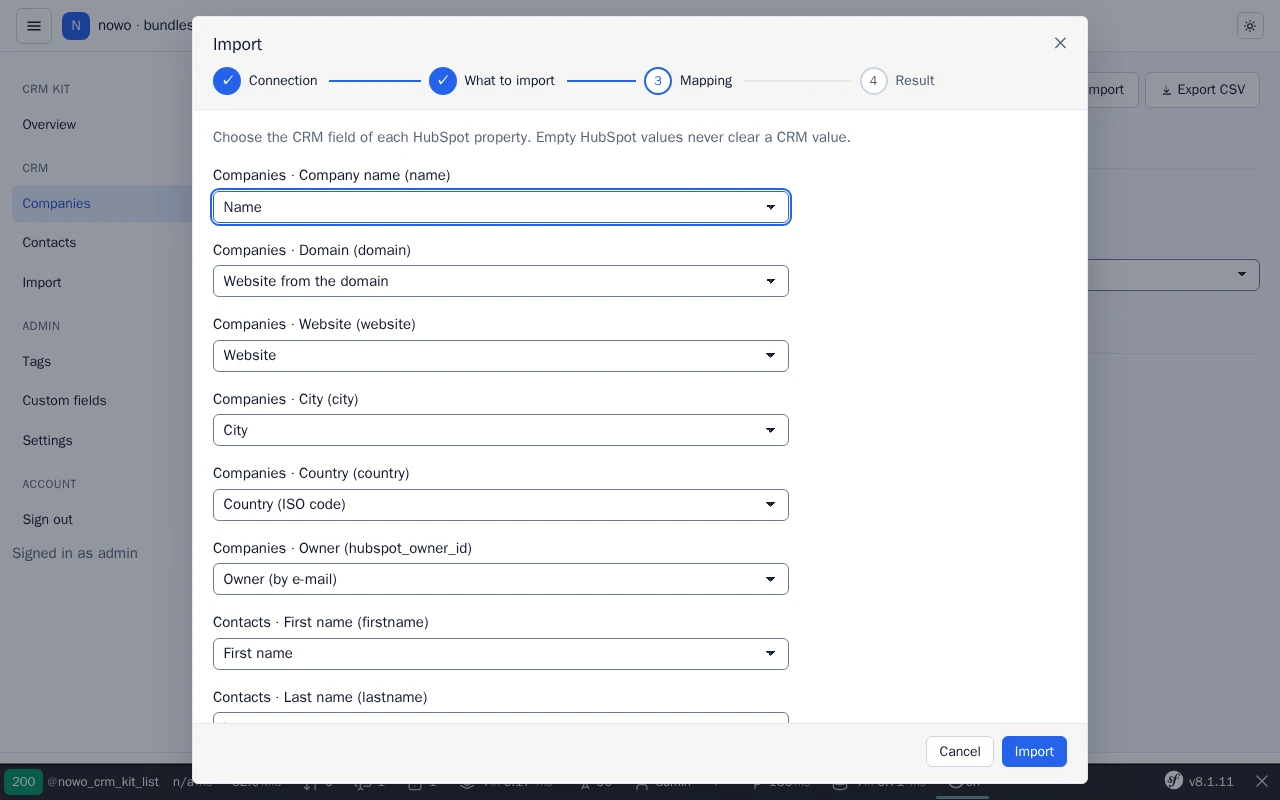 N nowo · bundles
Import
✓ Connection ✓ What to import 3 Mapping 4 Result
CRM KIT
Overview
CRM
Companies
Contacts
Import
ADMIN
Tags
Custom fields
Settings
ACCOUNT
Sign out
Signed in as admin
Export CSV
Choose the CRM field of each HubSpot property. Empty HubSpot values never clear a CRM value.
Companies · Company name (name)
Name
Companies · Domain (domain)
Website from the domain
Companies · Website (website)
Website
Companies · City (city)
City
Companies · Country (country)
Country (ISO code)
Companies · Owner (hubspot_owner_id)
Owner (by e-mail)
Contacts · First name (firstname)
First name
Contacts · Last name (lastname)
Cancel Import
200 @nowo_crm_kit_list n/a
sf v8.1.11